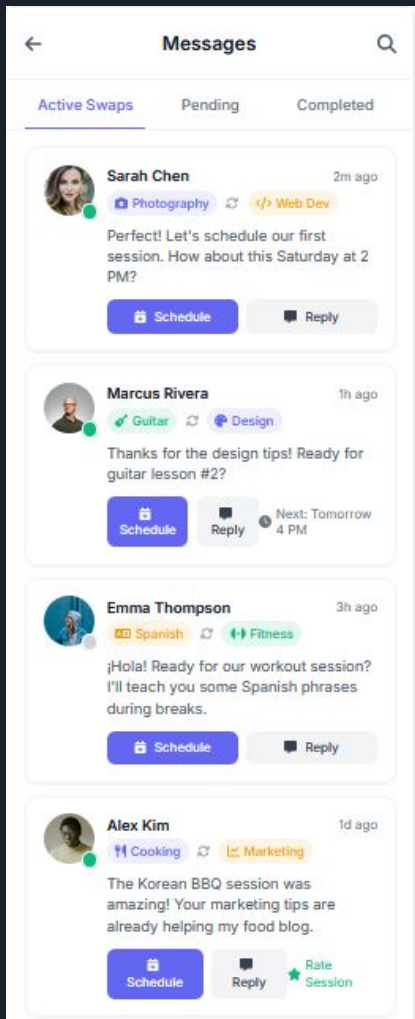 Messages
Active Swaps Pending Completed
Sarah Chen 2m ago
Photography </> Web Dev
Perfect! Let's schedule our first
session. How about this Saturday at 2
PM?
Schedule Reply
Marcus Rivera 1h ago
Guitar Design
Thanks for the design tips! Ready for
guitar lesson #2?
Schedule Reply Next: Tomorrow
4 PM
Emma Thompson 3h ago
Spanish Fitness
¡Hola! Ready for our workout session?
I'll teach you some Spanish phrases
during breaks.
Schedule Reply
Alex Kim 1d ago
Cooking Marketing
The Korean BBQ session was
amazing! Your marketing tips are
already helping my food blog.
Schedule Reply Rate
Session